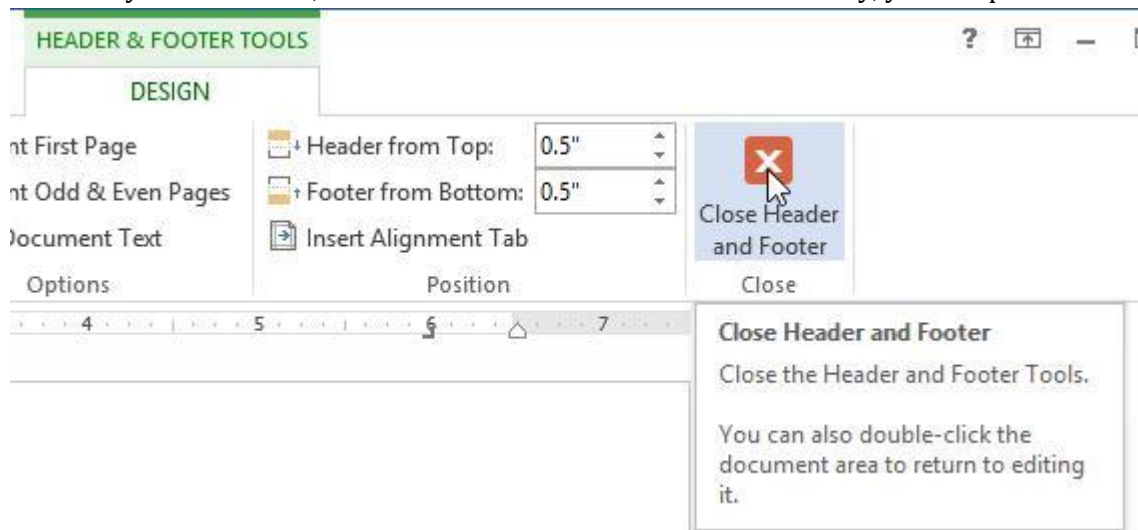 HEADER & FOOTER TOOLS
?
DESIGN
nt First Page
Header from Top: 0.5"
nt Odd & Even Pages
Footer from Bottom: 0.5"
Document Text
Insert Alignment Tab
Close Header
and Footer
Options
Position
Close
4 5 6 7
Close Header and Footer
Close the Header and Footer Tools.
You can also double-click the
document area to return to editing
it.